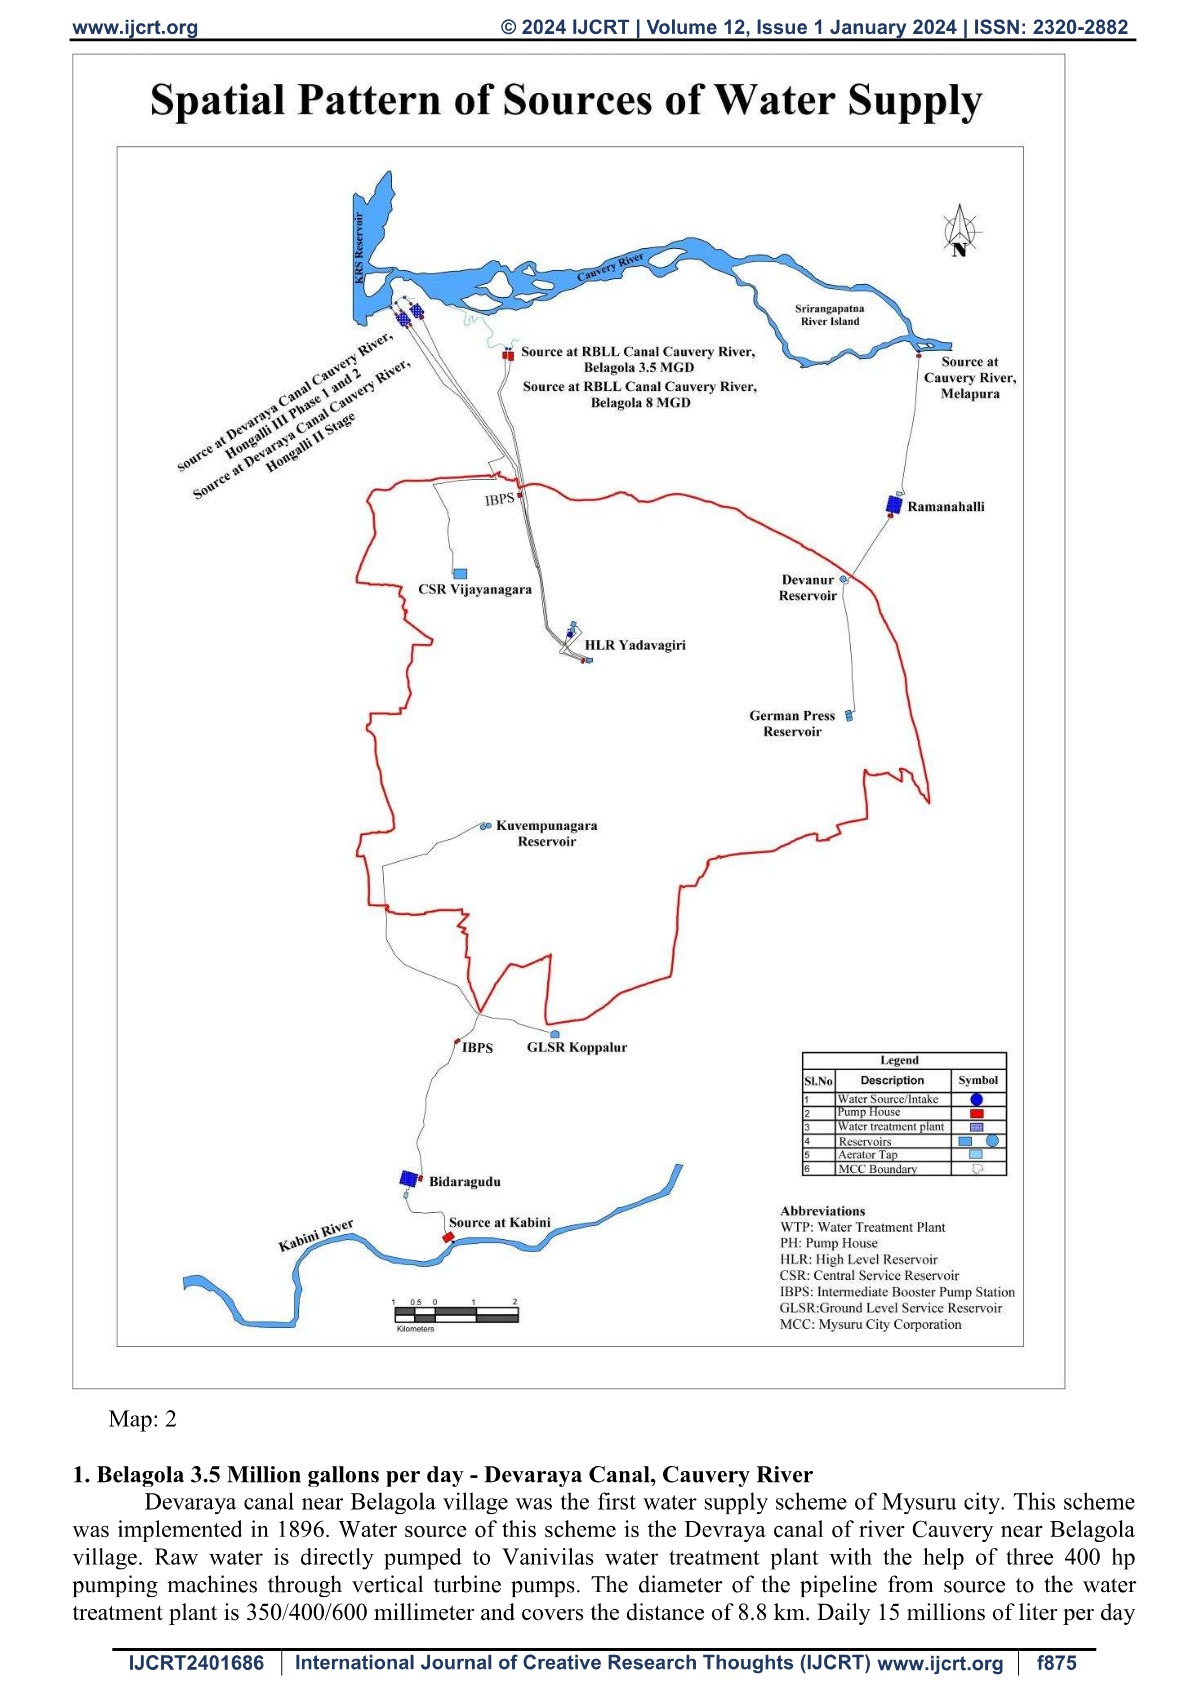 www.ijcrt.org © 2024 IJCRT | Volume 12, Issue 1 January 2024 | ISSN: 2320-2882
Spatial Pattern of Sources of Water Supply
KRS Reservoir
Cauvery River
N
Srirangapatna
River Island
Source at Devaraya Canal Cauvery River,
Hongalli III Phase 1 and 2
Source at Devaraya Canal Cauvery River,
Hongalli II Stage
Source at RBLL Canal Cauvery River,
Belagola 3.5 MGD
Source at RBLL Canal Cauvery River,
Belagola 8 MGD
Source at
Cauvery River,
Melapura
IBPS
Ramanahalli
CSR Vijayanagara
Devanur
Reservoir
HLR Yadavagiri
German Press
Reservoir
Kuvempunagara
Reservoir
IBPS
GLSR Koppalur
Bidaragudu
Source at Kabini
Kabini River
Legend
Sl.No Description Symbol
1 Water Source/Intake
2 Pump House
3 Water treatment plant
4 Reservoirs
5 Aerator Tap
6 MCC Boundary
Abbreviations
WTP: Water Treatment Plant
PH: Pump House
HLR: High Level Reservoir
CSR: Central Service Reservoir
IBPS: Intermediate Booster Pump Station
GLSR:Ground Level Service Reservoir
MCC: Mysuru City Corporation
1 0.5 0 1 2
Kilometers
Map: 2
1. Belagola 3.5 Million gallons per day - Devaraya Canal, Cauvery River
Devaraya canal near Belagola village was the first water supply scheme of Mysuru city. This scheme
was implemented in 1896. Water source of this scheme is the Devraya canal of river Cauvery near Belagola
village. Raw water is directly pumped to Vanivilas water treatment plant with the help of three 400 hp
pumping machines through vertical turbine pumps. The diameter of the pipeline from source to the water
treatment plant is 350/400/600 millimeter and covers the distance of 8.8 km. Daily 15 millions of liter per day
IJCRT2401686 International Journal of Creative Research Thoughts (IJCRT) www.ijcrt.org f875